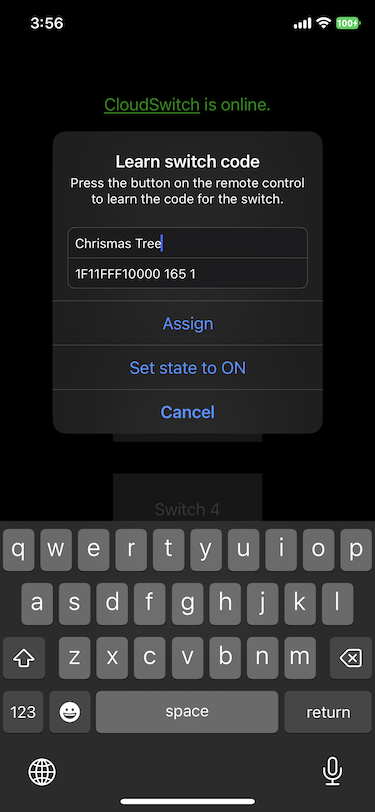 3:56
100
CloudSwitch is online.
Learn switch code
Press the button on the remote control
to learn the code for the switch.
Chrismas Tree
1F11FFF10000 165 1
Assign
Set state to ON
Cancel
Switch 4
q w e r t y u i o p
a s d f g h j k l
z x c v b n m
123 space return